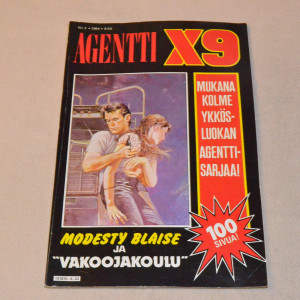 AGENTTI X9
MUKANA
KOLME
YKKÖS-
LUOKAN
AGENTTI-
SARJAA!
100
SIVUA!
MODESTY BLAISE
JA
"VAKOOJAKOULU"